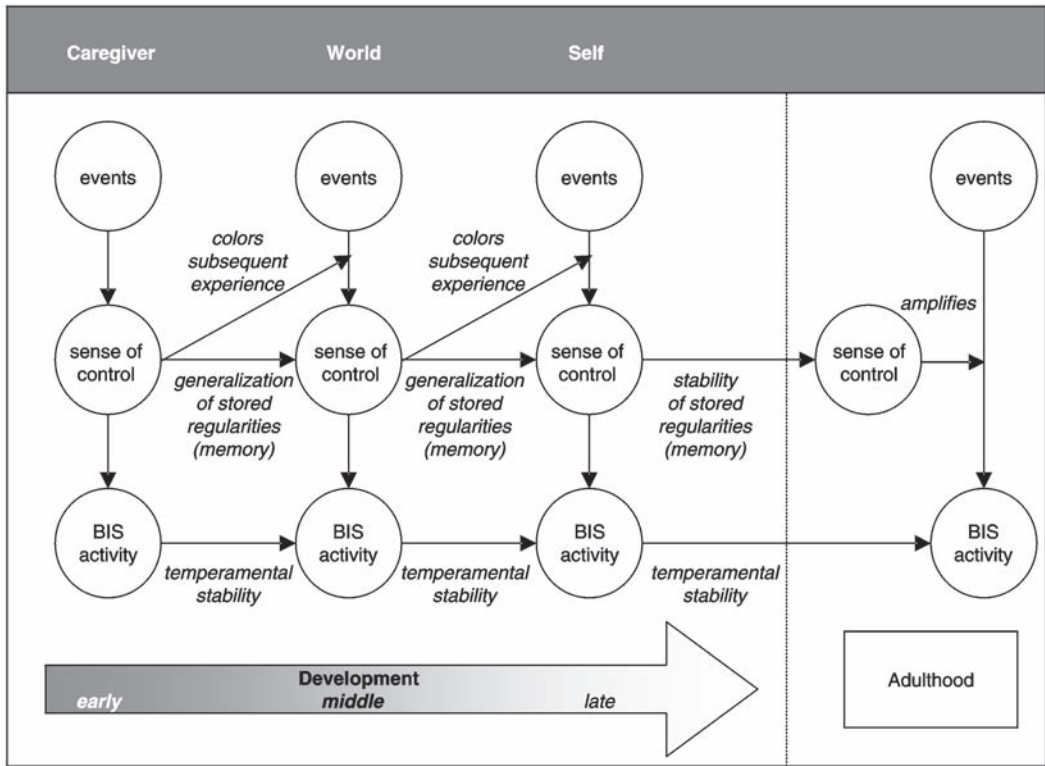 Caregiver World Self
events events events events
colors
subsequent
experience
colors
subsequent
experience
amplifies
sense of
control
sense of
control
sense of
control
sense of
control
generalization
of stored
regularities
(memory)
generalization
of stored
regularities
(memory)
stability
of stored
regularities
(memory)
BIS
activity
BIS
activity
BIS
activity
BIS
activity
temperamental
stability
temperamental
stability
temperamental
stability
Development
early middle late
Adulthood